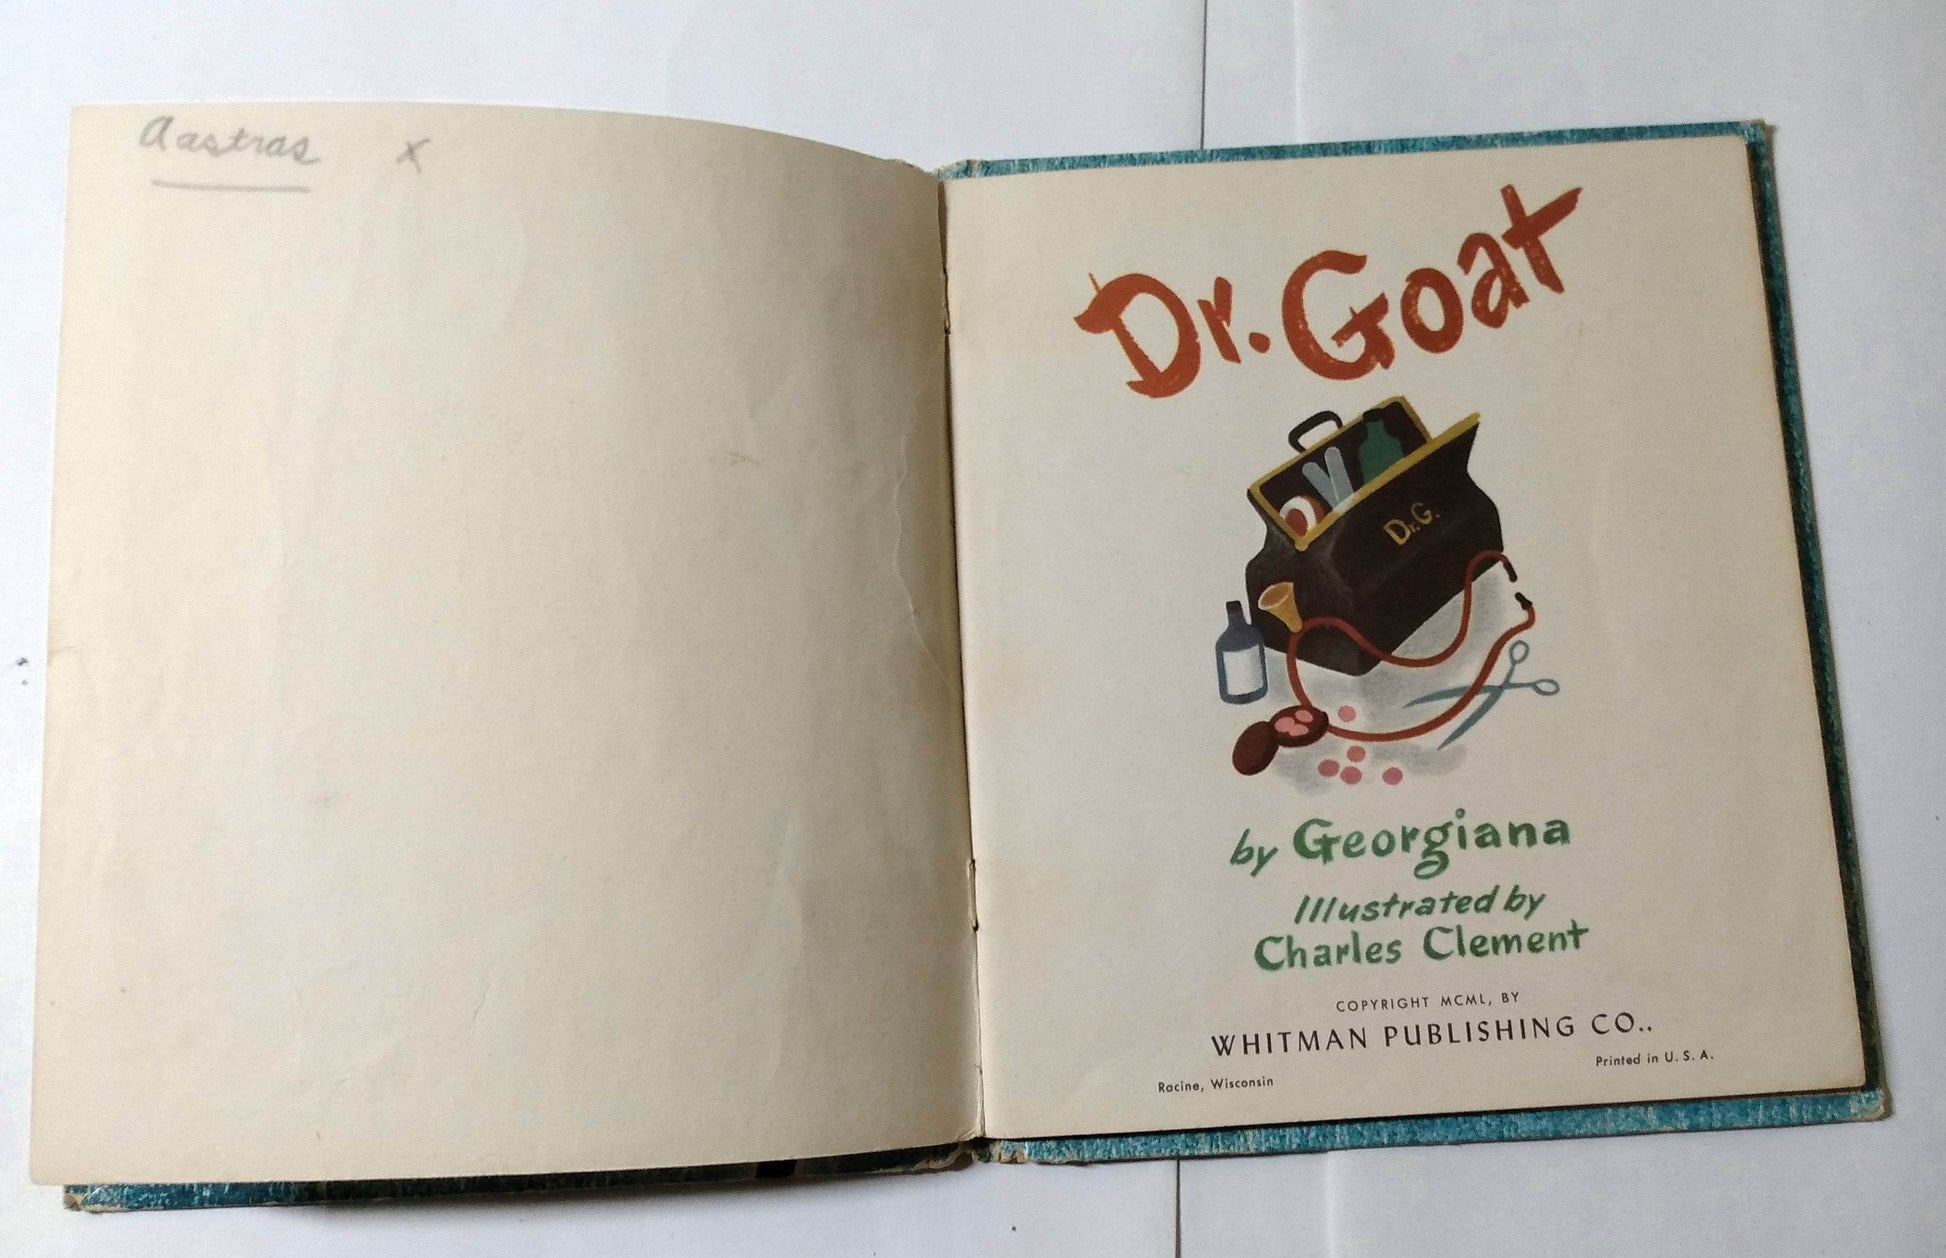 Aastras x
Dr. Goat
Dr. G.
by Georgiana
Illustrated by
Charles Clement
COPYRIGHT MCML, BY
WHITMAN PUBLISHING CO..
Printed in U. S. A.
Racine, Wisconsin